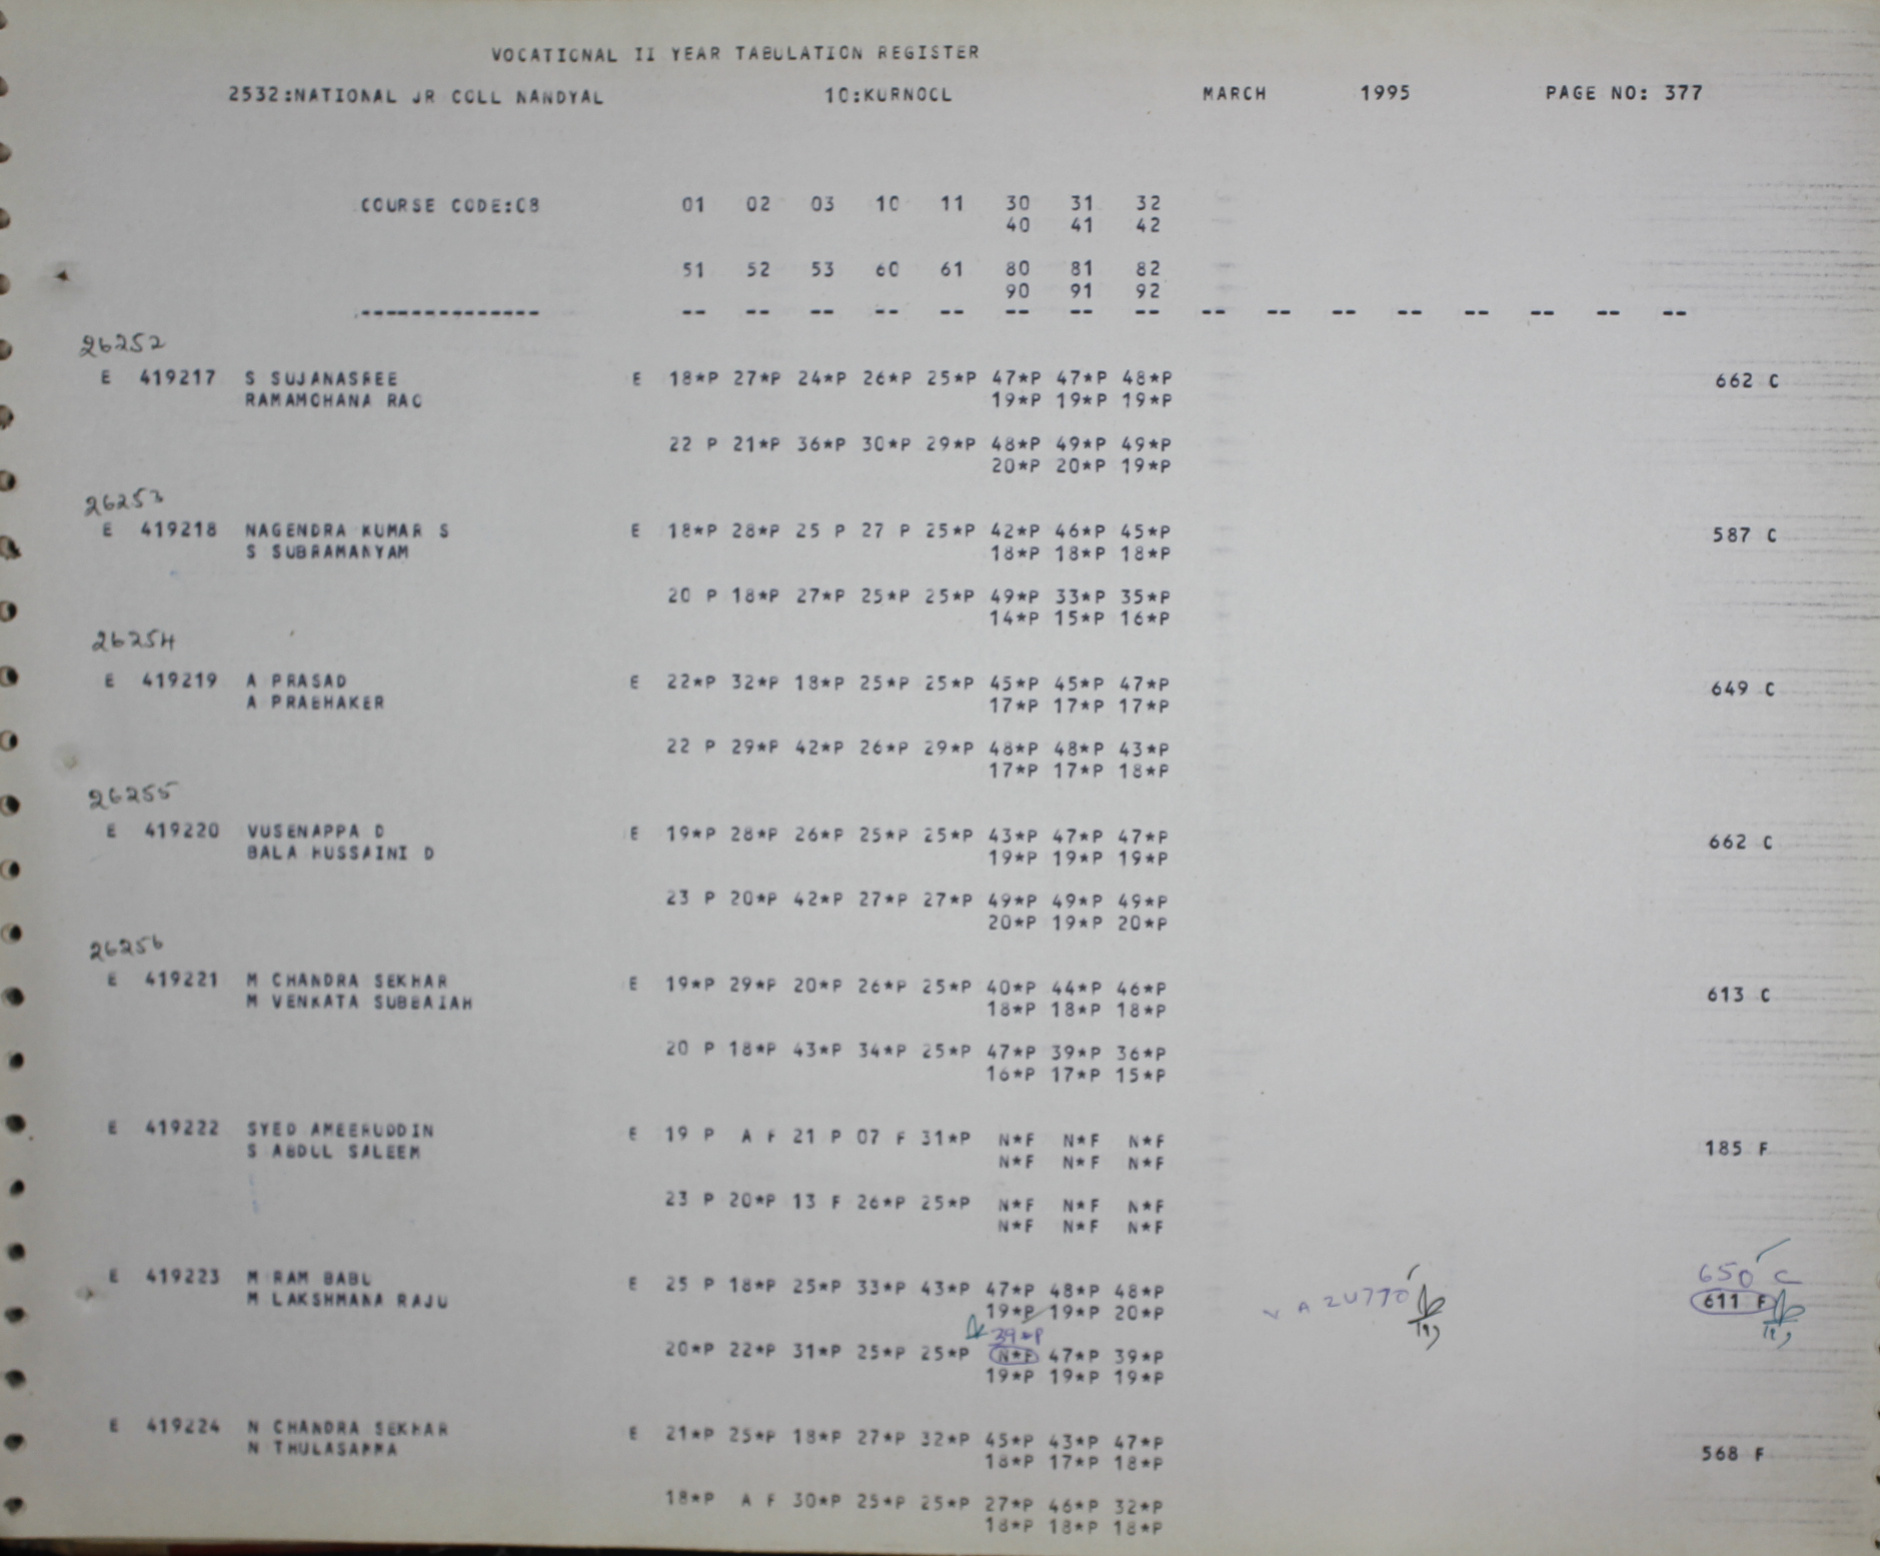 VOCATIONAL II YEAR TABULATION REGISTER
2532:NATIONAL JR COLL NANDYAL 10:KURNOOL MARCH 1995 PAGE NO: 377
COURSE CODE:08 01 02 03 10 11 30 31 32
40 41 42
51 52 53 60 61 80 81 82
90 91 92
-------------- -- -- -- -- -- -- -- -- -- -- -- -- -- -- -- --
26252
E 419217 S SUJANASREE E 18*P 27*P 24*P 26*P 25*P 47*P 47*P 48*P 662 C
RAMAMOHANA RAO 19*P 19*P 19*P
22 P 21*P 36*P 30*P 29*P 48*P 49*P 49*P
20*P 20*P 19*P
26253
E 419218 NAGENDRA KUMAR S E 18*P 28*P 25 P 27 P 25*P 42*P 46*P 45*P 587 C
S SUBRAMANYAM 18*P 18*P 18*P
20 P 18*P 27*P 25*P 25*P 49*P 33*P 35*P
14*P 15*P 16*P
26254
E 419219 A PRASAD E 22*P 32*P 18*P 25*P 25*P 45*P 45*P 47*P 649 C
A PRABHAKER 17*P 17*P 17*P
22 P 29*P 42*P 26*P 29*P 48*P 48*P 43*P
17*P 17*P 18*P
26255
E 419220 VUSENAPPA D E 19*P 28*P 26*P 25*P 25*P 43*P 47*P 47*P 662 C
BALA HUSSAINI D 19*P 19*P 19*P
23 P 20*P 42*P 27*P 27*P 49*P 49*P 49*P
20*P 19*P 20*P
26256
E 419221 M CHANDRA SEKHAR E 19*P 29*P 20*P 26*P 25*P 40*P 44*P 46*P 613 C
M VENKATA SUBBAIAH 18*P 18*P 18*P
20 P 18*P 43*P 34*P 25*P 47*P 39*P 36*P
16*P 17*P 15*P
E 419222 SYED AMEERUDDIN E 19 P A F 21 P 07 F 31*P N*F N*F N*F 185 F
S ABDUL SALEEM N*F N*F N*F
23 P 20*P 13 F 26*P 25*P N*F N*F N*F
N*F N*F N*F
650 C
E 419223 M RAM BABU E 25 P 18*P 25*P 33*P 43*P 47*P 48*P 48*P 611 F
M LAKSHMANA RAJU 19*P 19*P 20*P V A 24770
39*P
20*P 22*P 31*P 25*P 25*P N*F 47*P 39*P
19*P 19*P 19*P
E 419224 N CHANDRA SEKHAR E 21*P 25*P 18*P 27*P 32*P 45*P 43*P 47*P 568 F
N THULASANNA 18*P 17*P 18*P
18*P A F 30*P 25*P 25*P 27*P 46*P 32*P
18*P 18*P 18*P